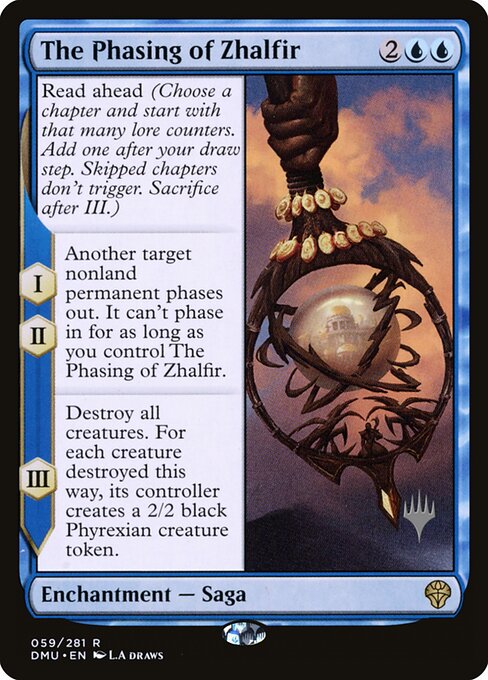 The Phasing of Zhalfir 2
Read ahead (Choose a
chapter and start with
that many lore counters.
Add one after your draw
step. Skipped chapters
don't trigger. Sacrifice
after III.)
I
II
Another target
nonland
permanent phases
out. It can't phase
in for as long as
you control The
Phasing of Zhalfir.
III
Destroy all
creatures. For
each creature
destroyed this
way, its controller
creates a 2/2 black
Phyrexian creature
token.
Enchantment — Saga
059/281 R
DMU • EN L.A DRAWS